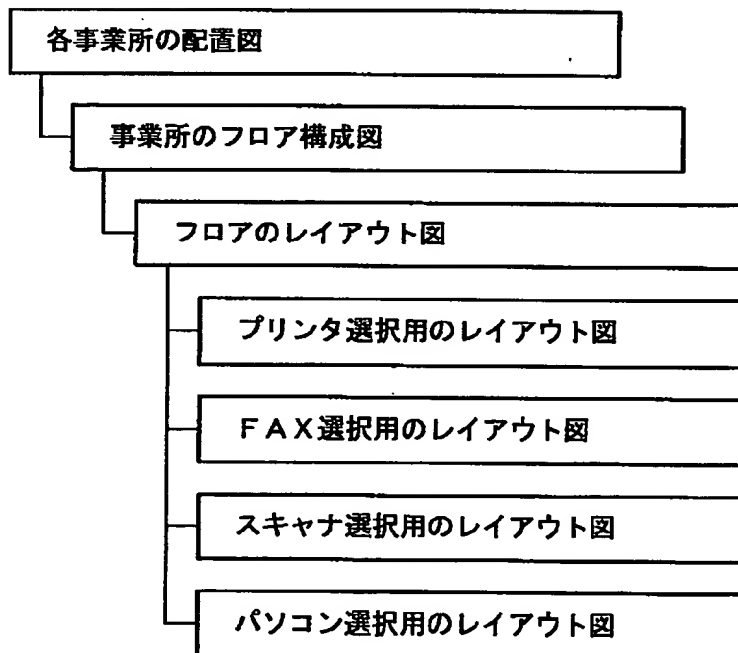 各事業所の配置図
事業所のフロア構成図
フロアのレイアウト図
プリンタ選択用のレイアウト図
FAX選択用のレイアウト図
スキャナ選択用のレイアウト図
パソコン選択用のレイアウト図